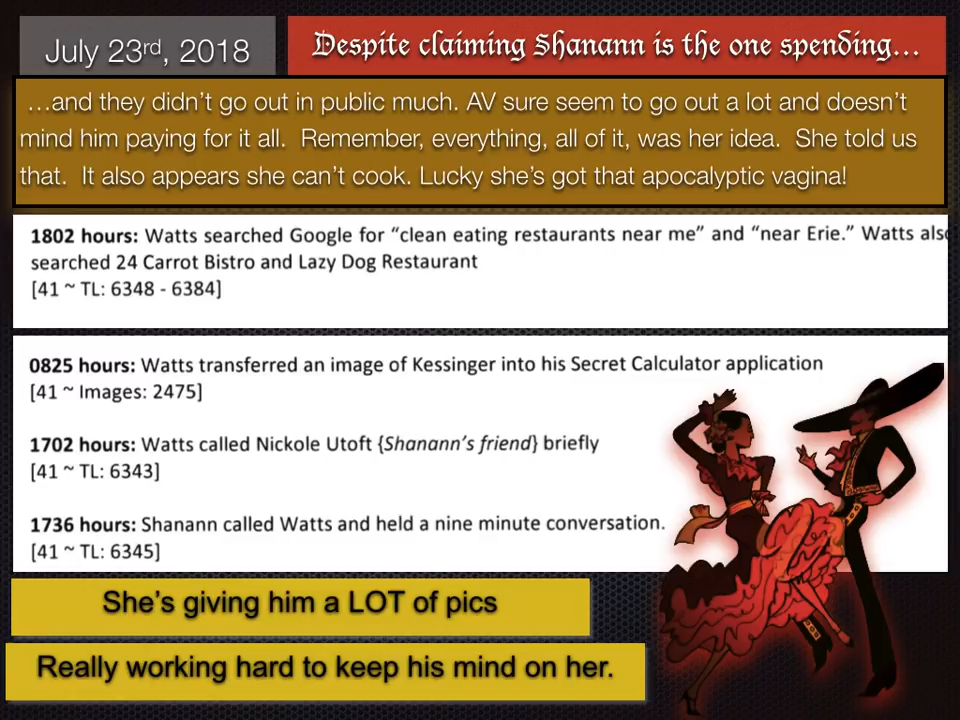 July 23rd, 2018
Despite claiming Shanann is the one spending...
...and they didn't go out in public much. AV sure seem to go out a lot and doesn't
mind him paying for it all. Remember, everything, all of it, was her idea. She told us
that. It also appears she can't cook. Lucky she's got that apocalyptic vagina!
1802 hours: Watts searched Google for "clean eating restaurants near me" and "near Erie." Watts also
searched 24 Carrot Bistro and Lazy Dog Restaurant
[41 ~ TL: 6348 - 6384]
0825 hours: Watts transferred an image of Kessinger into his Secret Calculator application
[41 ~ Images: 2475]
1702 hours: Watts called Nickole Utoft {Shanann's friend} briefly
[41 ~ TL: 6343]
1736 hours: Shanann called Watts and held a nine minute conversation.
[41 ~ TL: 6345]
She's giving him a LOT of pics
Really working hard to keep his mind on her.